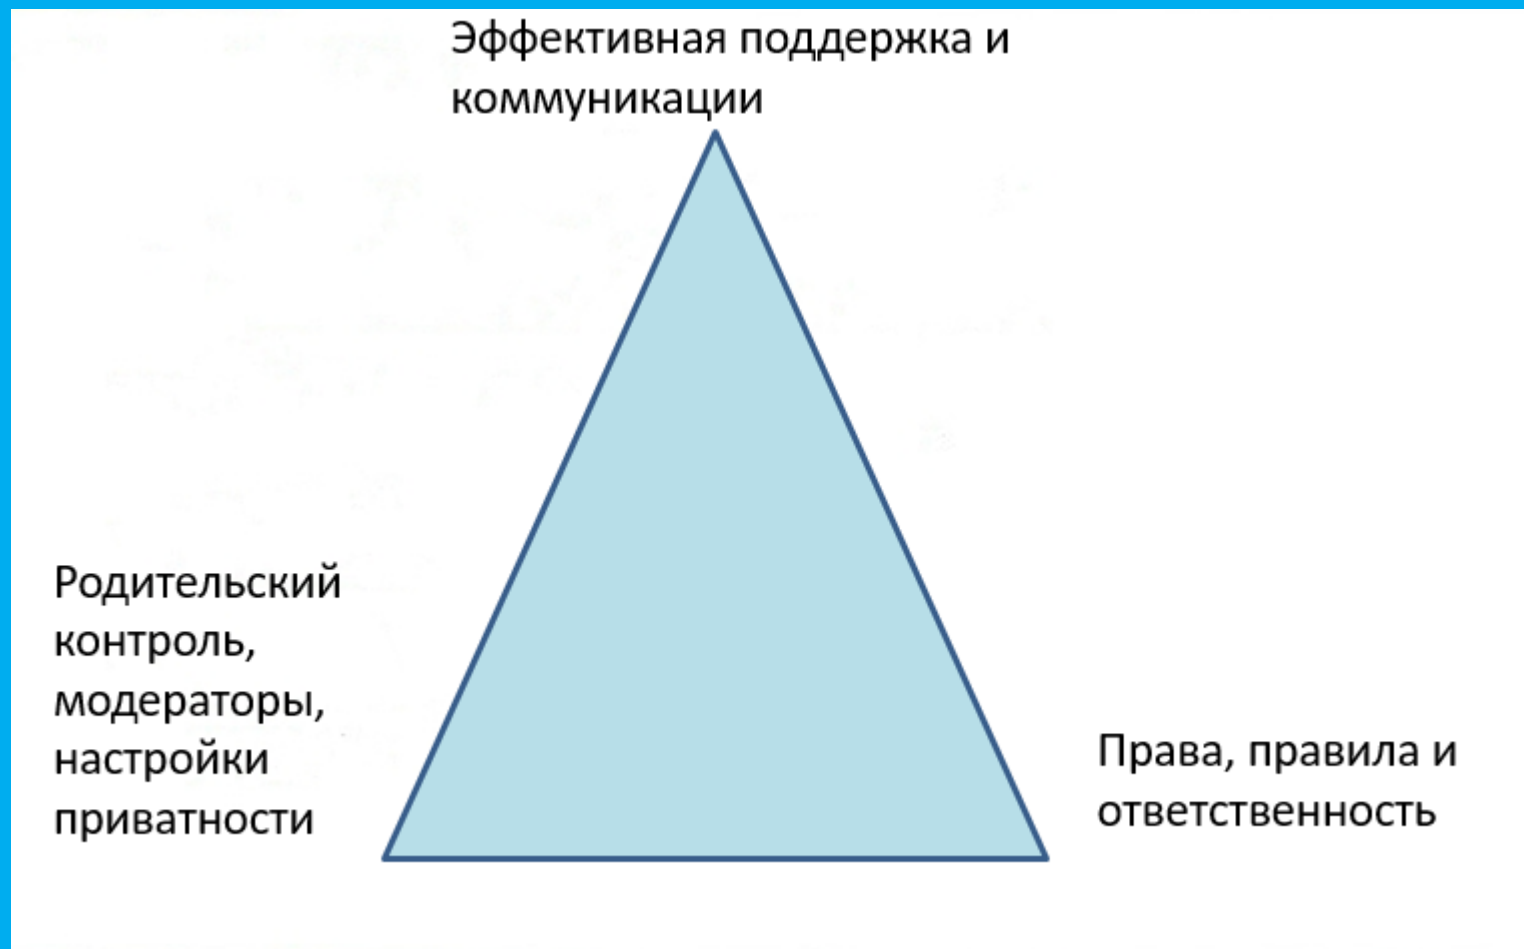 Эффективная поддержка и
коммуникации
Родительский
контроль,
модераторы,
настройки
приватности
Права, правила и
ответственность